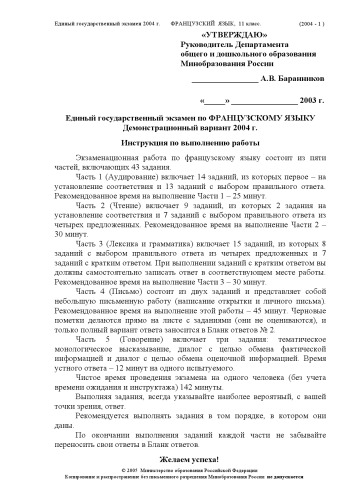 Единый государственный экзамен 2004 г. ФРАНЦУЗСКИЙ ЯЗЫК, 11 класс. (2004 - 1 )
«УТВЕРЖДАЮ»
Руководитель Департамента
общего и дошкольного образования
Минобразования России
________________ А.В. Баранников
«_____» ________________ 2003 г.
Единый государственный экзамен по ФРАНЦУЗСКОМУ ЯЗЫКУ
Демонстрационный вариант 2004 г.
Инструкция по выполнению работы
Экзаменационная работа по французскому языку состоит из пяти
частей, включающих 43 задания.
Часть 1 (Аудирование) включает 14 заданий, из которых первое – на
установление соответствия и 13 заданий с выбором правильного ответа.
Рекомендованное время на выполнение Части 1 – 25 минут.
Часть 2 (Чтение) включает 9 заданий, из которых 2 задания на
установление соответствия и 7 заданий с выбором правильного ответа из
четырех предложенных. Рекомендованное время на выполнение Части 2 –
30 минут.
Часть 3 (Лексика и грамматика) включает 15 заданий, из которых 8
заданий с выбором правильного ответа из четырех предложенных и 7
заданий с кратким ответом. При выполнении заданий с кратким ответом вы
должны самостоятельно записать ответ в соответствующем месте работы.
Рекомендованное время на выполнение Части 3 – 30 минут.
Часть 4 (Письмо) состоит из двух заданий и представляет собой
небольшую письменную работу (написание открытки и личного письма).
Рекомендованное время на выполнение этой работы – 45 минут. Черновые
пометки делаются прямо на листе с заданиями (они не оцениваются), и
только полный вариант ответа заносится в Бланк ответов № 2.
Часть 5 (Говорение) включает три задания: тематическое
монологическое высказывание, диалог с целью обмена фактической
информацией и диалог с целью обмена оценочной информацией. Время
устного ответа – 12 минут на одного испытуемого.
Чистое время проведения экзамена на одного человека (без учета
времени ожидания и инструктажа) 142 минуты.
Выполняя задания, всегда указывайте наиболее вероятный, с вашей
точки зрения, ответ.
Рекомендуется выполнять задания в том порядке, в котором они
даны.
По окончании выполнения заданий каждой части не забывайте
переносить свои ответы в Бланк ответов.
Желаем успеха!
© 2005 Министерство образования Российской Федерации
Копирование и распространение без письменного разрешения Минобразования России не допускается